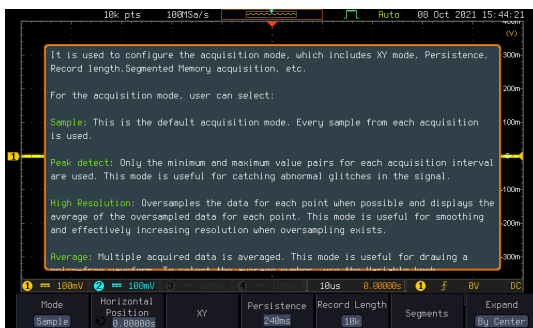 10k pts 100MSa/s Auto 08 Oct 2021 15:44:21
(V)
It is used to configure the acquisition mode, which includes XY mode, Persistence,
300m
Record length,Segmented Memory acquisition, etc.
For the acquisition mode, user can select:
200m
Sample: This is the default acquisition mode. Every sample from each acquisition
100m
is used.
1
Peak detect: Only the minimum and maximum value pairs for each acquisition interval
are used. This mode is useful for catching abnormal glitches in the signal.
-100m
High Resolution: Oversamples the data for each point when possible and displays the
average of the oversampled data for each point. This mode is useful for smoothing
-200m
and effectively increasing resolution when oversampling exists.
Average: Multiple acquired data is averaged. This mode is useful for drawing a
-300m
1 100mV 2 100mV 3 4 10us 0.00000s 1 0V DC
Mode Horizontal Position XY Persistence Record Length Segments Expand
Sample 0.00000s 240ms 10k By Center